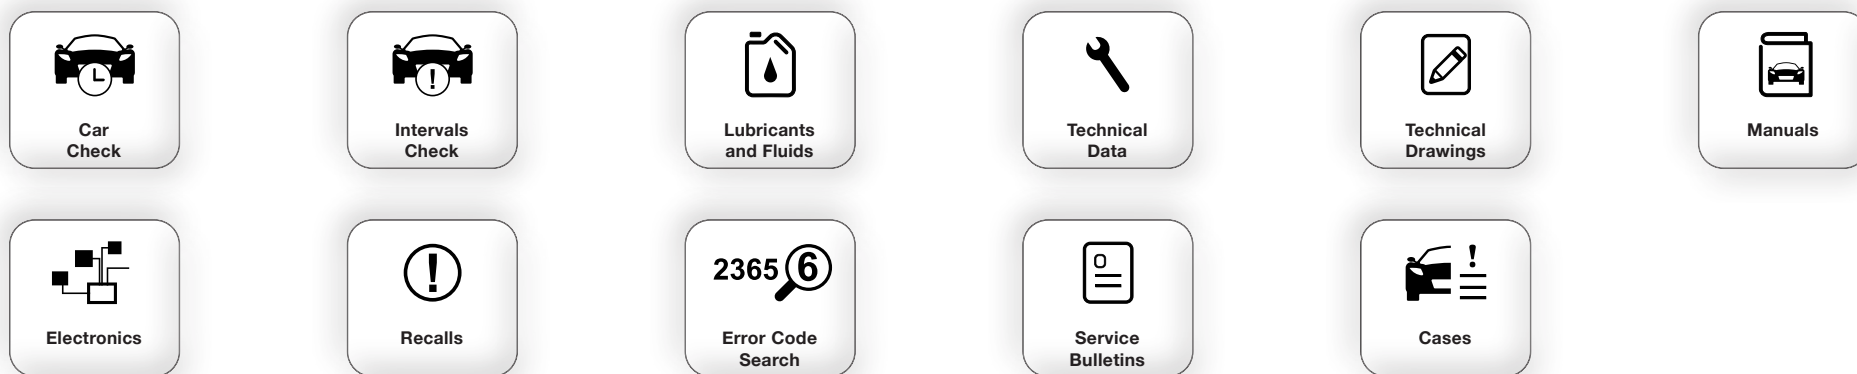 Car
Check
Intervals
Check
Lubricants
and Fluids
Technical
Data
Technical
Drawings
Manuals
Electronics
Recalls
2365 6
Error Code
Search
O
Service
Bulletins
Cases